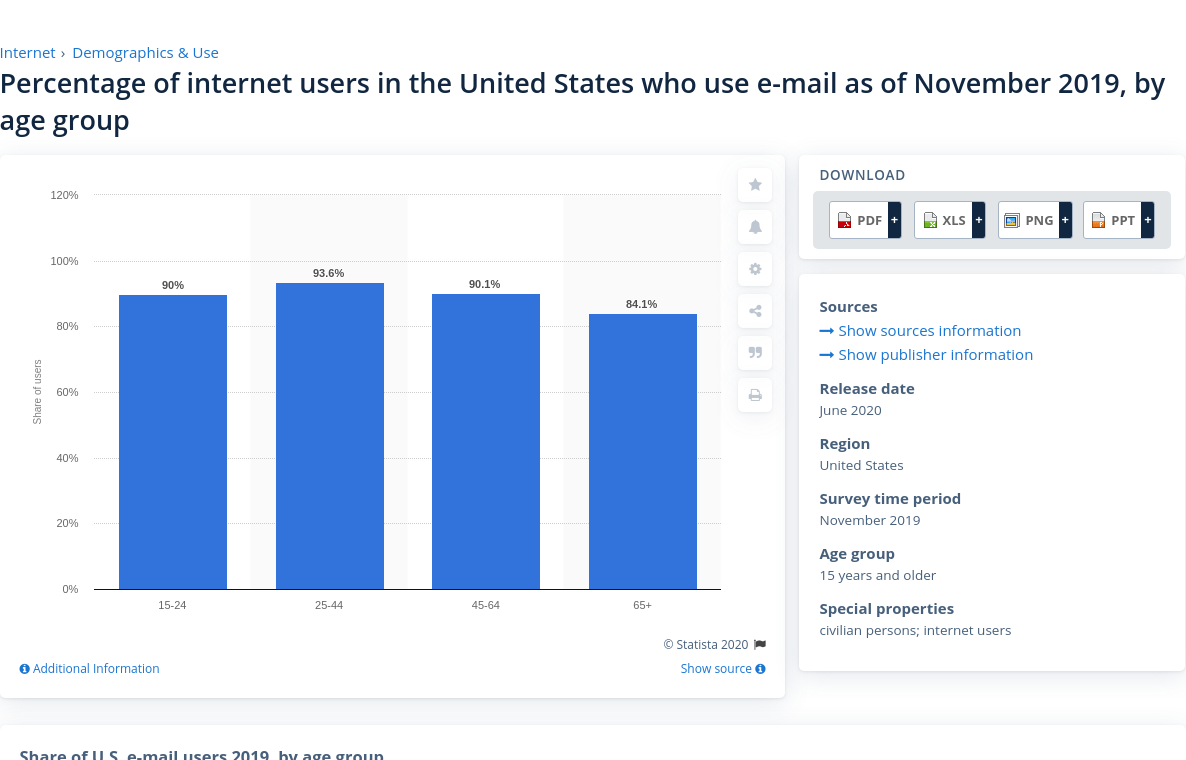 Internet › Demographics & Use
Percentage of internet users in the United States who use e-mail as of November 2019, by
age group
120%
100%
80%
60%
40%
20%
0%
Share of users
90%
93.6%
90.1%
84.1%
15-24
25-44
45-64
65+
© Statista 2020
Additional Information
Show source
DOWNLOAD
PDF +
XLS +
PNG +
PPT +
Sources
Show sources information
Show publisher information
Release date
June 2020
Region
United States
Survey time period
November 2019
Age group
15 years and older
Special properties
civilian persons; internet users
Share of U.S. e-mail users 2019, by age group